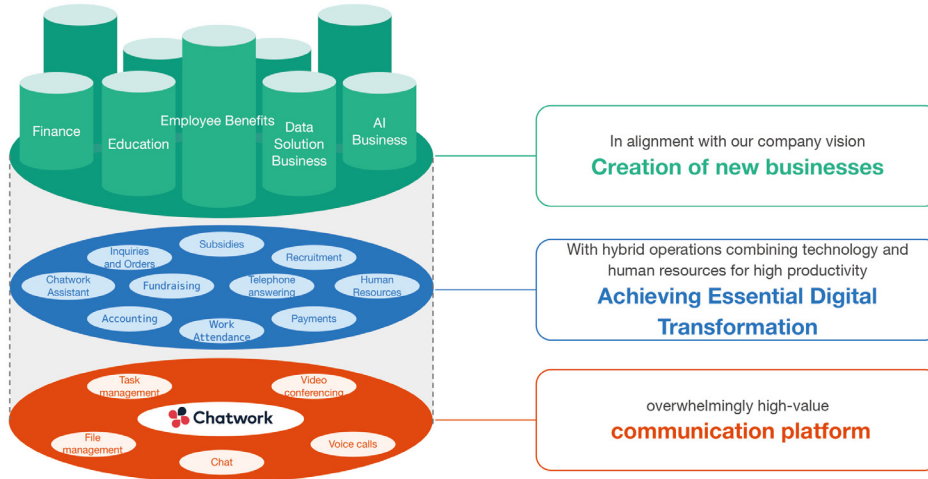 Finance
Education
Employee Benefits
Data
Solution
Business
AI
Business
In alignment with our company vision
Creation of new businesses
Inquiries
and Orders
Subsidies
Recruitment
Chatwork
Assistant
Fundraising
Telephone
answering
Human
Resources
Accounting
Work
Attendance
Payments
With hybrid operations combining technology and
human resources for high productivity
Achieving Essential Digital
Transformation
Task
management
Video
conferencing
Chatwork
File
management
Chat
Voice calls
overwhelmingly high-value
communication platform